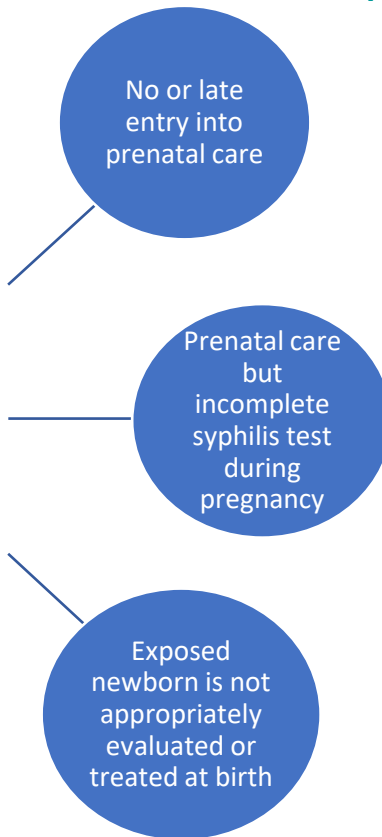 No or late
entry into
prenatal care
Prenatal care
but
incomplete
syphilis test
during
pregnancy
Exposed
newborn is not
appropriately
evaluated or
treated at birth